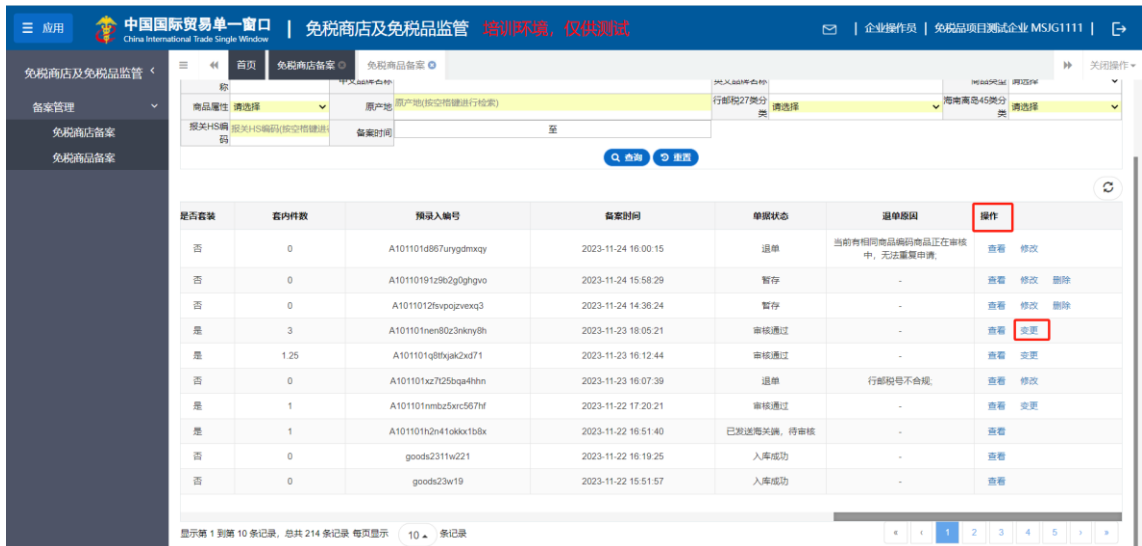 ☰ 应用 中国国际贸易单一窗口 | 免税商店及免税品监管 培训环境，仅供测试 | 企业操作员 | 免税品项目测试企业 MSJG1111 |
China International Trade Single Window
免税商店及免税品监管 首页 免税商店备案 免税商品备案 关闭操作
备案管理
免税商店备案
免税商品备案
称 中文品牌名称 英文品牌名称 商品类型 请选择
商品属性 请选择 原产地 原产地(按空格键进行检索) 行邮税27类分类 请选择 海南离岛45类分类 请选择
报关HS编码 报关HS编码(按空格键进行 备案时间 至
查询 重置
是否套装 套内件数 预录入编号 备案时间 单据状态 退单原因 操作
否 0 A101101d867urygdmxqy 2023-11-24 16:00:15 退单 当前有相同商品编码商品正在审核中，无法重复申请; 查看 修改
否 0 A10110191z9b2g0ghgvo 2023-11-24 15:58:29 暂存 - 查看 修改 删除
否 0 A1011012fsvpojzvexq3 2023-11-24 14:36:24 暂存 - 查看 修改 删除
是 3 A101101nen80z3nkny8h 2023-11-23 18:05:21 审核通过 - 查看 变更
是 1.25 A101101q8tfxjak2xd71 2023-11-23 16:12:44 审核通过 - 查看 变更
否 0 A101101xz7t25bqa4hhn 2023-11-23 16:07:39 退单 行邮税号不合规; 查看 修改
是 1 A101101nmbz5xrc567hf 2023-11-22 17:20:21 审核通过 - 查看 变更
是 1 A101101h2n41okkx1b8x 2023-11-22 16:51:40 已发送海关端，待审核 - 查看
否 0 goods2311w221 2023-11-22 16:19:25 入库成功 - 查看
否 0 goods23w19 2023-11-22 15:51:57 入库成功 - 查看
显示第 1 到第 10 条记录，总共 214 条记录 每页显示 10 条记录 « ‹ 1 2 3 4 5 › »